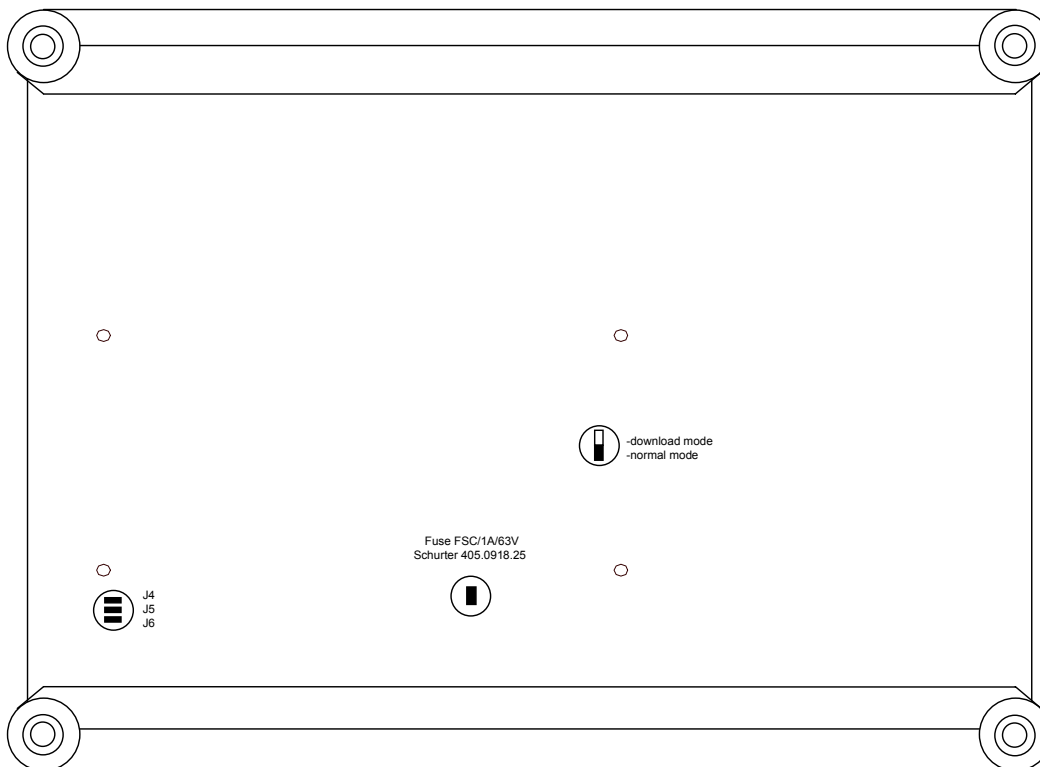 -download mode
-normal mode
Fuse FSC/1A/63V
Schurter 405.0918.25
J4
J5
J6